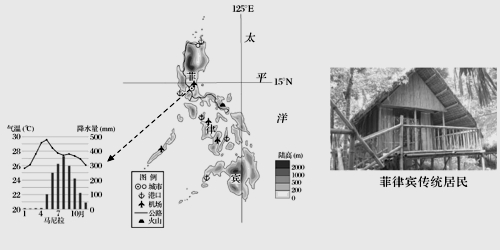 125°E
太
平
洋
15°N
菲
律
宾
气温(℃)
降水量(mm)
30
28
26
24
22
20
500
400
300
200
100
0
1 4 7 10月
马尼拉
图例
城市
港口
机场
公路
火山
陆高(m)
2000
1000
500
200
0
菲律宾传统居民